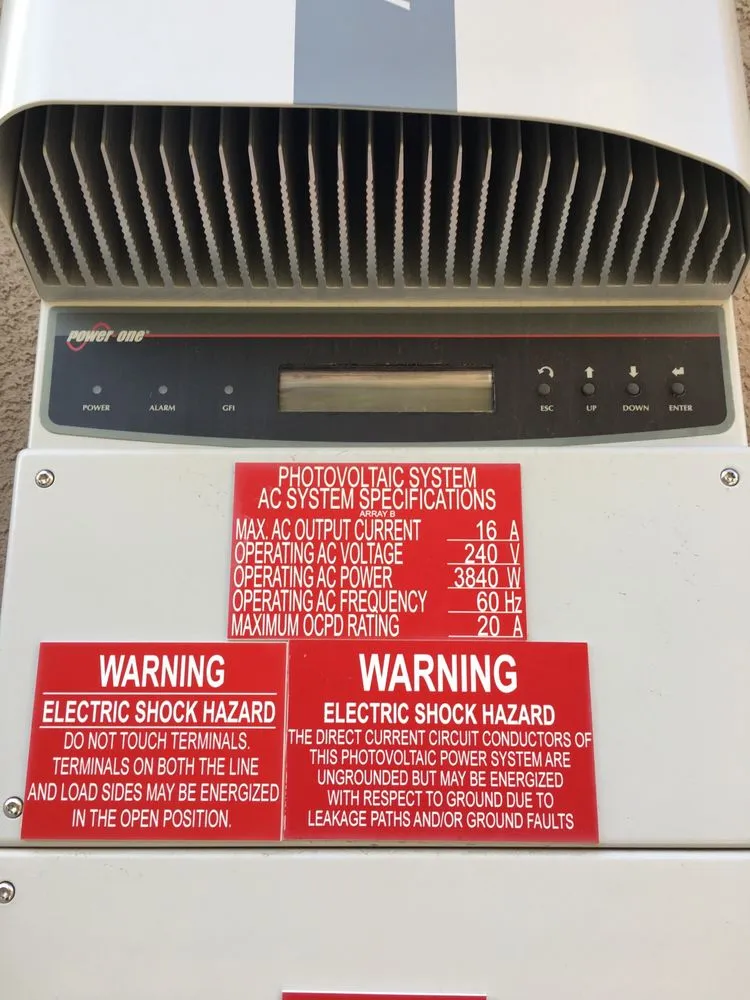 power-one™
POWER ALARM GFI ESC UP DOWN ENTER
PHOTOVOLTAIC SYSTEM
AC SYSTEM SPECIFICATIONS
ARRAY B
MAX. AC OUTPUT CURRENT 16 A
OPERATING AC VOLTAGE 240 V
OPERATING AC POWER 3840 W
OPERATING AC FREQUENCY 60 Hz
MAXIMUM OCPD RATING 20 A
WARNING
ELECTRIC SHOCK HAZARD
DO NOT TOUCH TERMINALS.
TERMINALS ON BOTH THE LINE
AND LOAD SIDES MAY BE ENERGIZED
IN THE OPEN POSITION.
WARNING
ELECTRIC SHOCK HAZARD
THE DIRECT CURRENT CIRCUIT CONDUCTORS OF
THIS PHOTOVOLTAIC POWER SYSTEM ARE
UNGROUNDED BUT MAY BE ENERGIZED
WITH RESPECT TO GROUND DUE TO
LEAKAGE PATHS AND/OR GROUND FAULTS